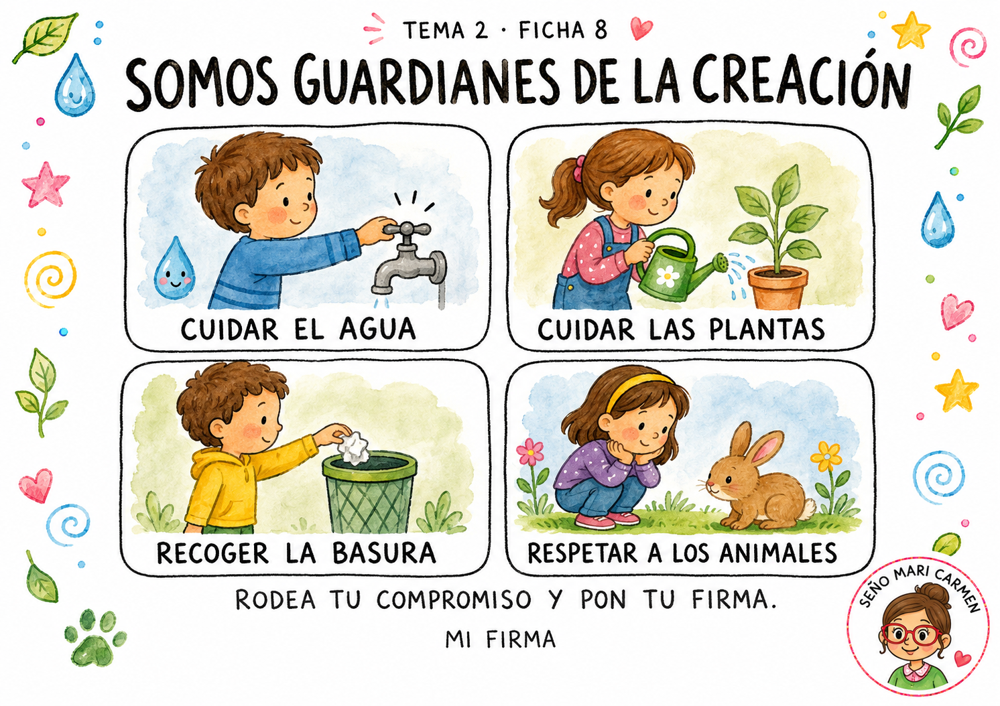 TEMA 2 · FICHA 8
SOMOS GUARDIANES DE LA CREACIÓN
CUIDAR EL AGUA
CUIDAR LAS PLANTAS
RECOGER LA BASURA
RESPETAR A LOS ANIMALES
RODEA TU COMPROMISO Y PON TU FIRMA.
MI FIRMA
SEÑO MARI CARMEN